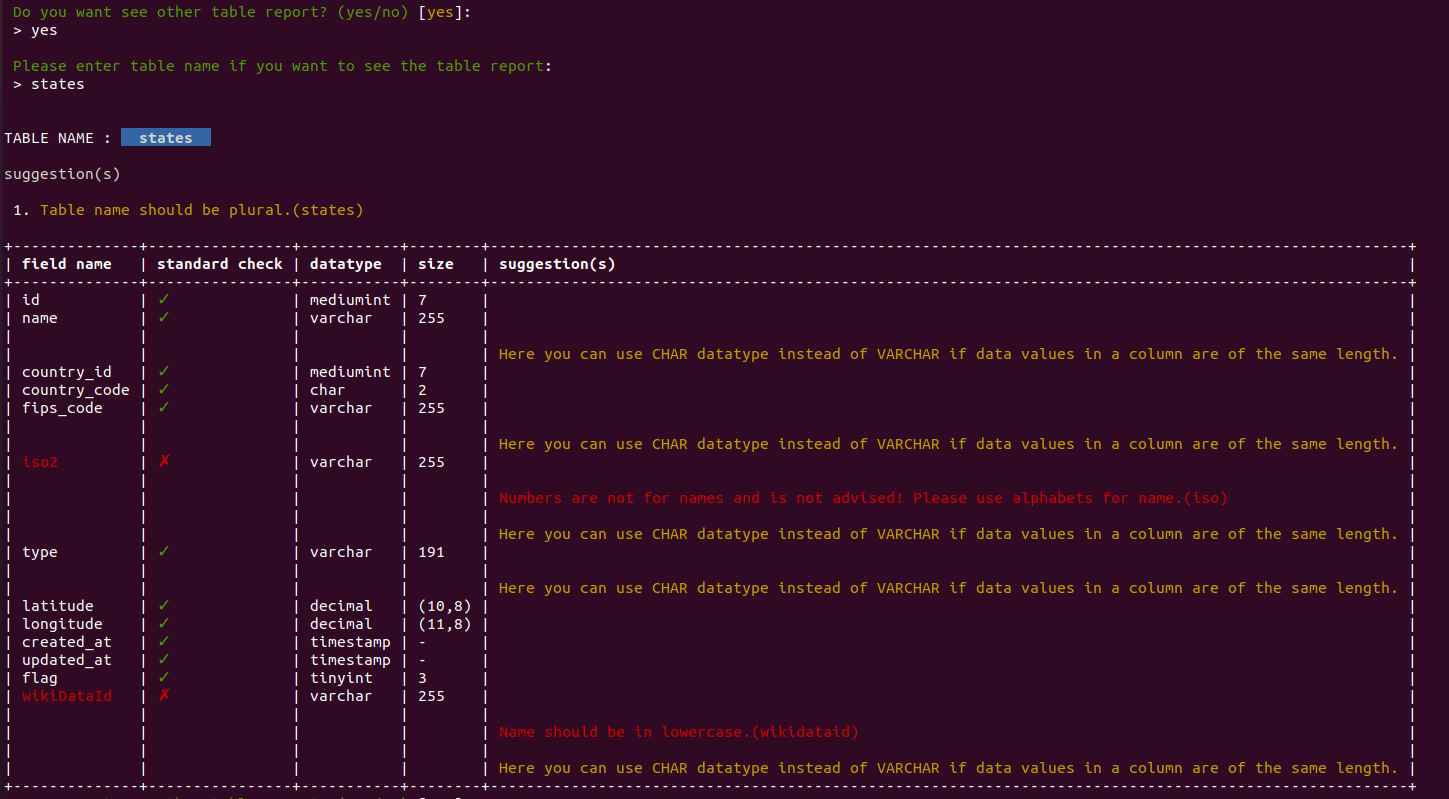 Do you want see other table report? (yes/no) [yes]:
> yes
Please enter table name if you want to see the table report:
> states
TABLE NAME : states
suggestion(s)
1. Table name should be plural.(states)
+--------------+----------------+-----------+--------+------------------------------------------------------------------------------------------------------+
| field name | standard check | datatype | size | suggestion(s) |
+--------------+----------------+-----------+--------+------------------------------------------------------------------------------------------------------+
| id | ✓ | mediumint | 7 | |
| name | ✓ | varchar | 255 | |
| | | | | |
| | | | | Here you can use CHAR datatype instead of VARCHAR if data values in a column are of the same length. |
| country_id | ✓ | mediumint | 7 | |
| country_code | ✓ | char | 2 | |
| fips_code | ✓ | varchar | 255 | |
| | | | | |
| | | | | Here you can use CHAR datatype instead of VARCHAR if data values in a column are of the same length. |
| iso2 | ✗ | varchar | 255 | |
| | | | | |
| | | | | Numbers are not for names and is not advised! Please use alphabets for name.(iso) |
| | | | | |
| | | | | Here you can use CHAR datatype instead of VARCHAR if data values in a column are of the same length. |
| type | ✓ | varchar | 191 | |
| | | | | |
| | | | | Here you can use CHAR datatype instead of VARCHAR if data values in a column are of the same length. |
| latitude | ✓ | decimal | (10,8) | |
| longitude | ✓ | decimal | (11,8) | |
| created_at | ✓ | timestamp | - | |
| updated_at | ✓ | timestamp | - | |
| flag | ✓ | tinyint | 3 | |
| wikiDataId | ✗ | varchar | 255 | |
| | | | | |
| | | | | Name should be in lowercase.(wikidataid) |
| | | | | |
| | | | | Here you can use CHAR datatype instead of VARCHAR if data values in a column are of the same length. |
+--------------+----------------+-----------+--------+------------------------------------------------------------------------------------------------------+